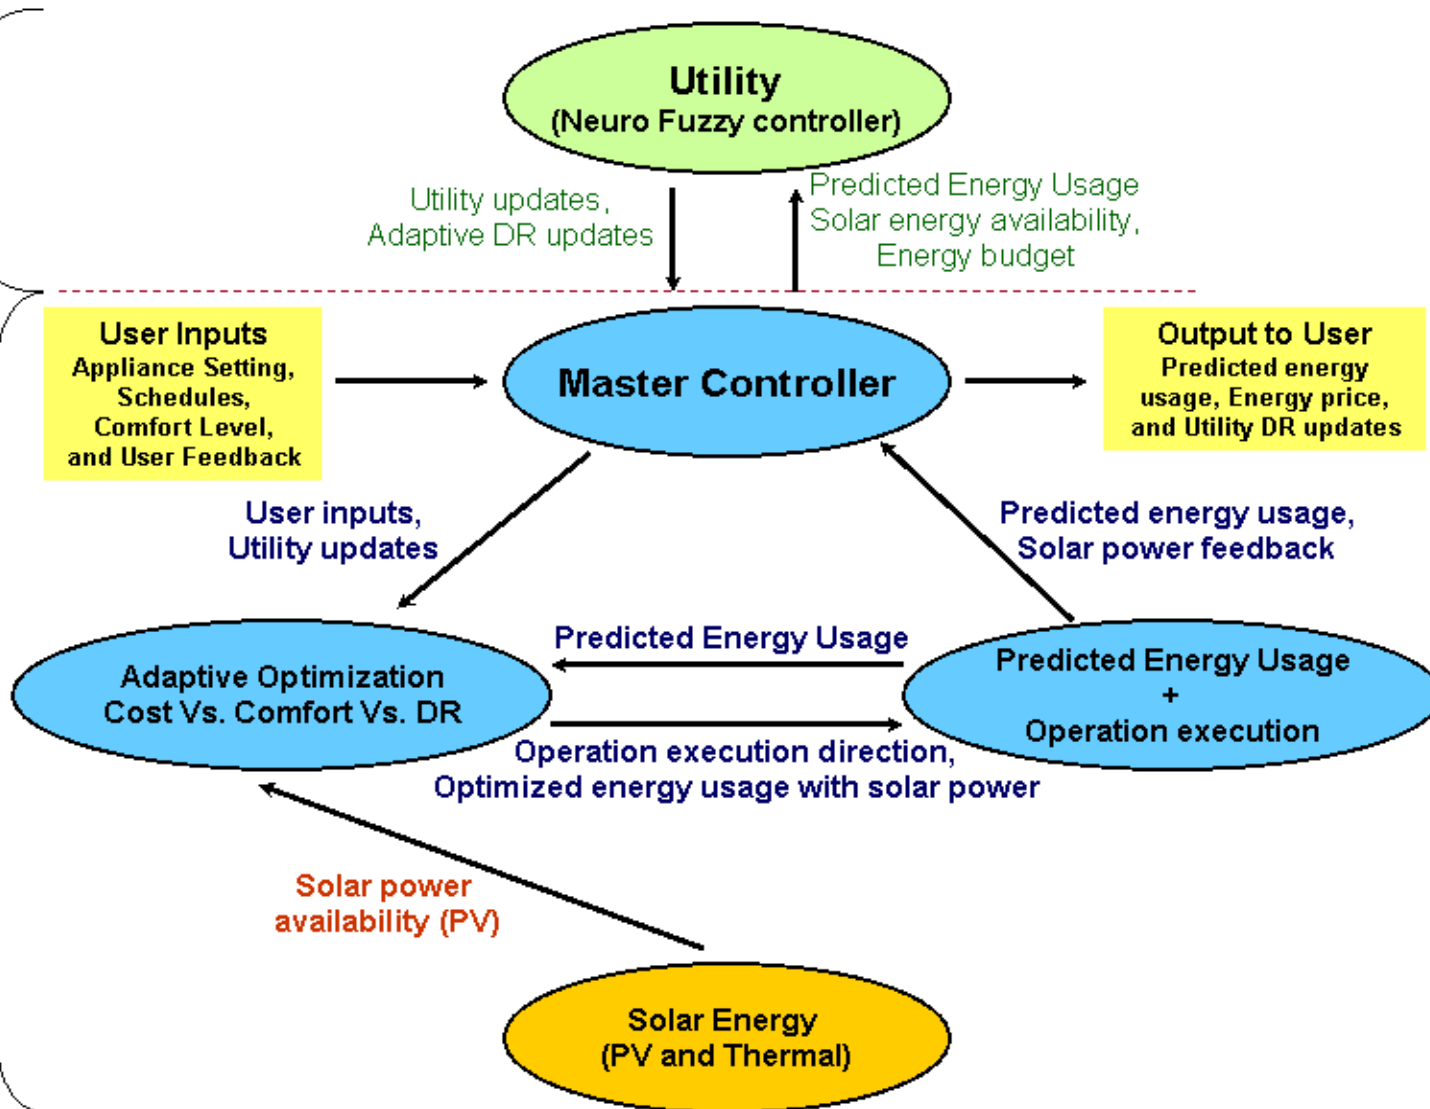 Utility
(Neuro Fuzzy controller)
Utility updates,
Adaptive DR updates
Predicted Energy Usage
Solar energy availability,
Energy budget
User Inputs
Appliance Setting,
Schedules,
Comfort Level,
and User Feedback
Master Controller
Output to User
Predicted energy
usage, Energy price,
and Utility DR updates
User inputs,
Utility updates
Predicted energy usage,
Solar power feedback
Adaptive Optimization
Cost Vs. Comfort Vs. DR
Predicted Energy Usage
Predicted Energy Usage
+
Operation execution
Operation execution direction,
Optimized energy usage with solar power
Solar power
availability (PV)
Solar Energy
(PV and Thermal)